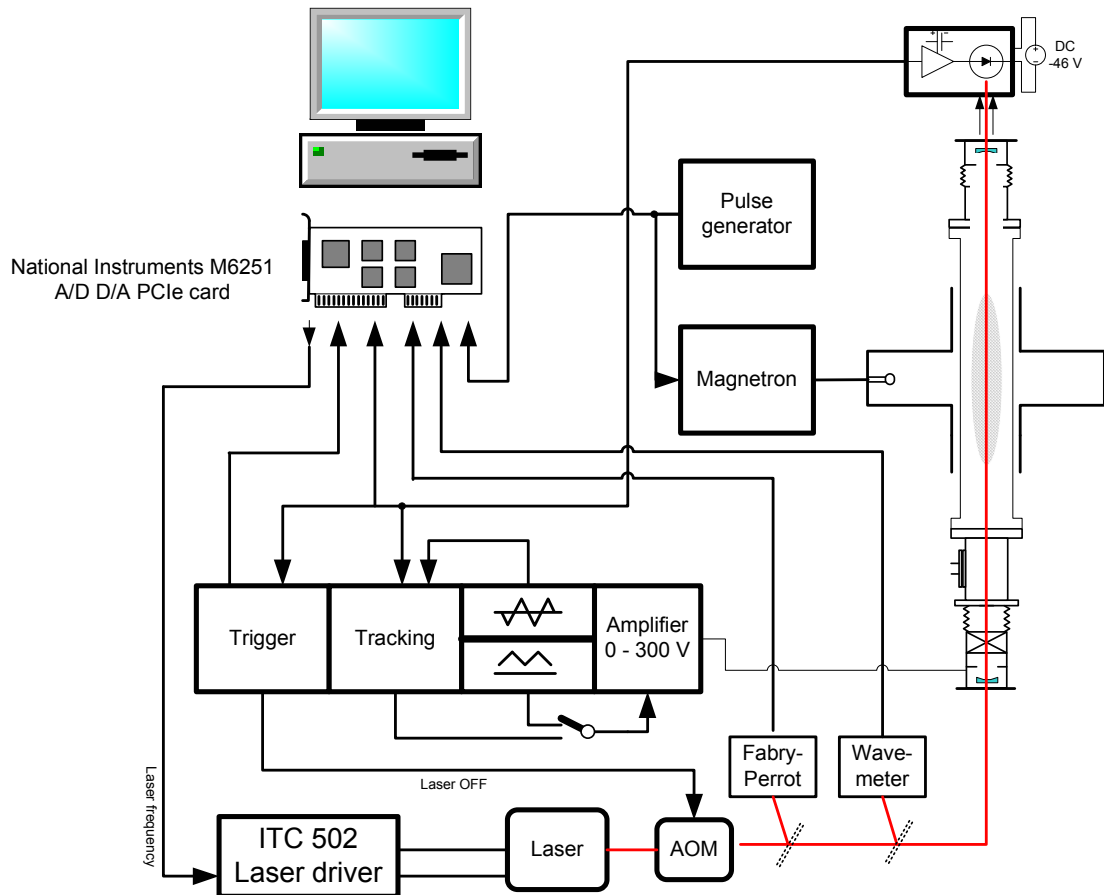 DC
-46 V
Pulse
generator
National Instruments M6251
A/D D/A PCIe card
Magnetron
Trigger
Tracking
Amplifier
0 - 300 V
Fabry-
Perrot
Wave-
meter
Laser frequency
Laser OFF
ITC 502
Laser driver
Laser
AOM